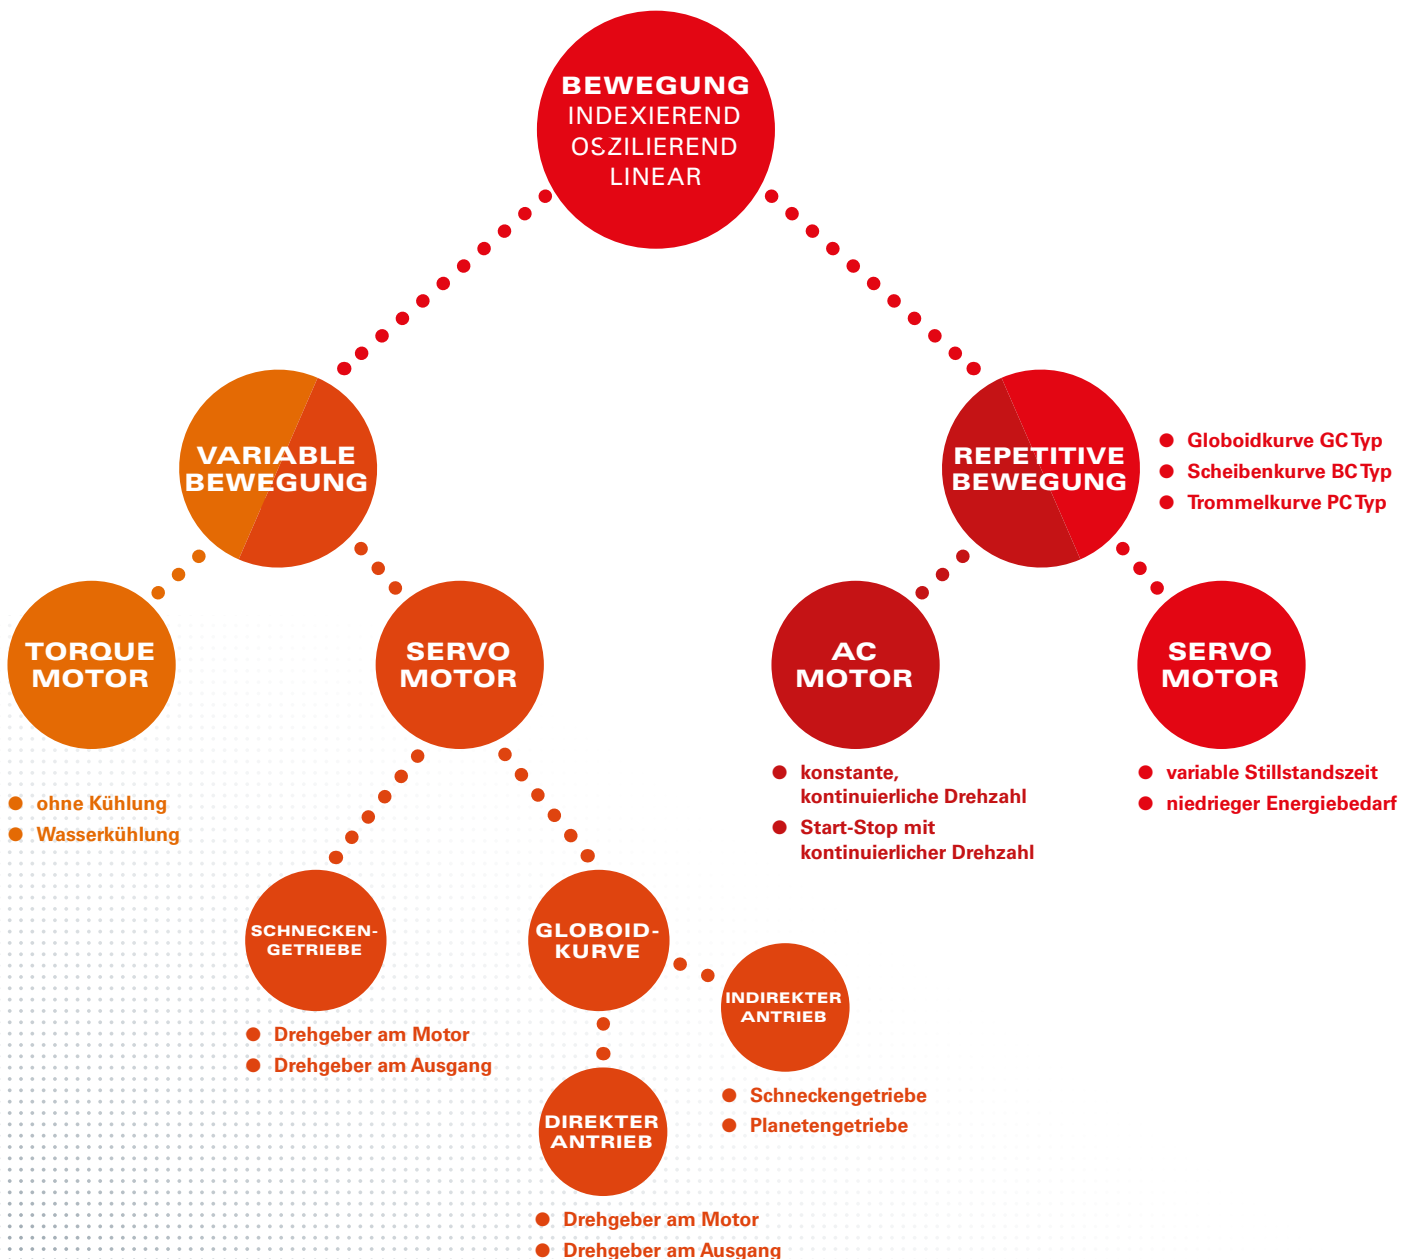 BEWEGUNG
INDEXIEREND
OSZILIEREND
LINEAR
VARIABLE
BEWEGUNG
REPETITIVE
BEWEGUNG
Globoidkurve GC Typ
Scheibenkurve BC Typ
Trommelkurve PC Typ
TORQUE
MOTOR
ohne Kühlung
Wasserkühlung
SERVO
MOTOR
AC
MOTOR
konstante,
kontinuierliche Drehzahl
Start-Stop mit
kontinuierlicher Drehzahl
SERVO
MOTOR
variable Stillstandszeit
niedrieger Energiebedarf
SCHNECKEN-
GETRIEBE
Drehgeber am Motor
Drehgeber am Ausgang
GLOBOID-
KURVE
INDIREKTER
ANTRIEB
Schneckengetriebe
Planetengetriebe
DIREKTER
ANTRIEB
Drehgeber am Motor
Drehgeber am Ausgang